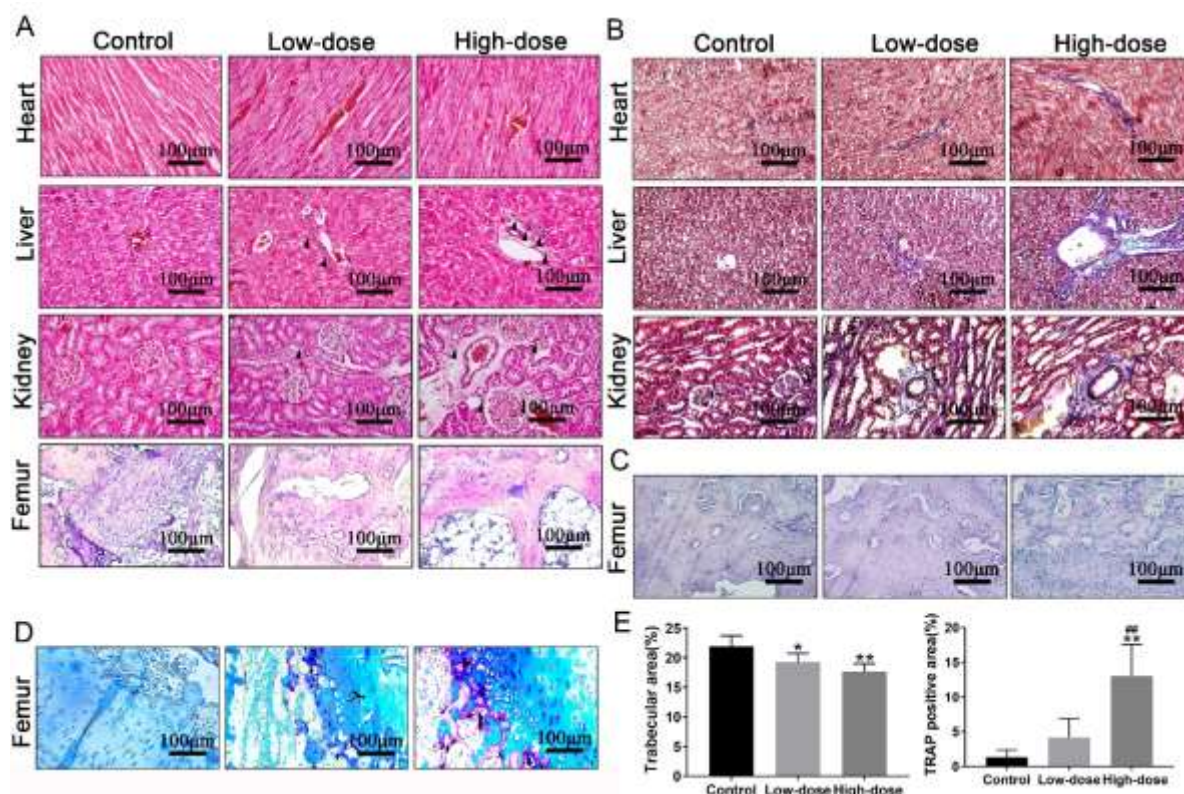 A
Control Low-dose High-dose
Heart
100μm 100μm 100μm
Liver
100μm 100μm 100μm
Kidney
100μm 100μm 100μm
Femur
100μm 100μm 100μm
B
Control Low-dose High-dose
Heart
100μm 100μm 100μm
Liver
100μm 100μm 100μm
Kidney
100μm 100μm 100μm
C
Femur
100μm 100μm 100μm
D
Femur
100μm 100μm 100μm
E
Trabecular area(%)
25
20
15
10
5
0
* **
Control Low-dose High-dose
TRAP positive area(%)
20
15
10
5
0
##
**
Control Low-dose High-dose